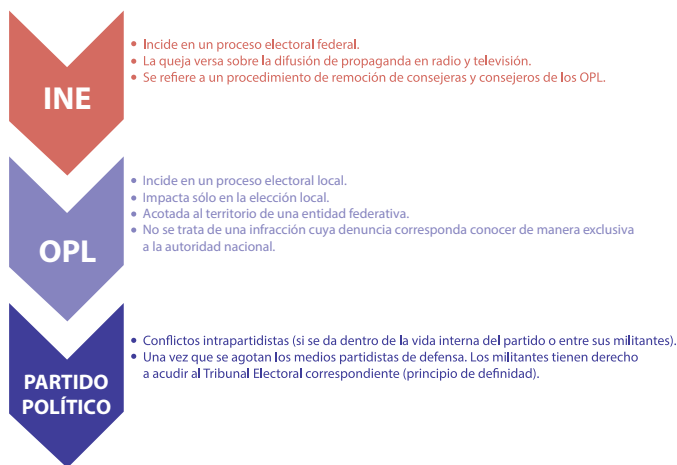 INE
• Incide en un proceso electoral federal.
• La queja versa sobre la difusión de propaganda en radio y televisión.
• Se refiere a un procedimiento de remoción de consejeras y consejeros de los OPL.
OPL
• Incide en un proceso electoral local.
• Impacta sólo en la elección local.
• Acotada al territorio de una entidad federativa.
• No se trata de una infracción cuya denuncia corresponda conocer de manera exclusiva
a la autoridad nacional.
PARTIDO
POLÍTICO
• Conflictos intrapartidistas (si se da dentro de la vida interna del partido o entre sus militantes).
• Una vez que se agotan los medios partidistas de defensa. Los militantes tienen derecho
a acudir al Tribunal Electoral correspondiente (principio de definidad).